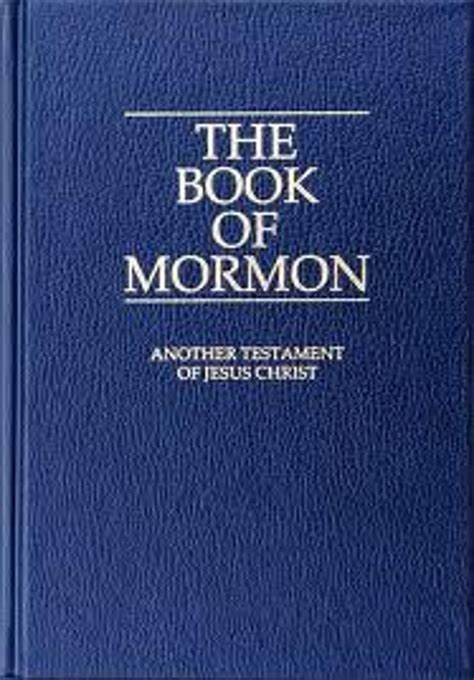 THE
BOOK
OF
MORMON
ANOTHER TESTAMENT
OF JESUS CHRIST